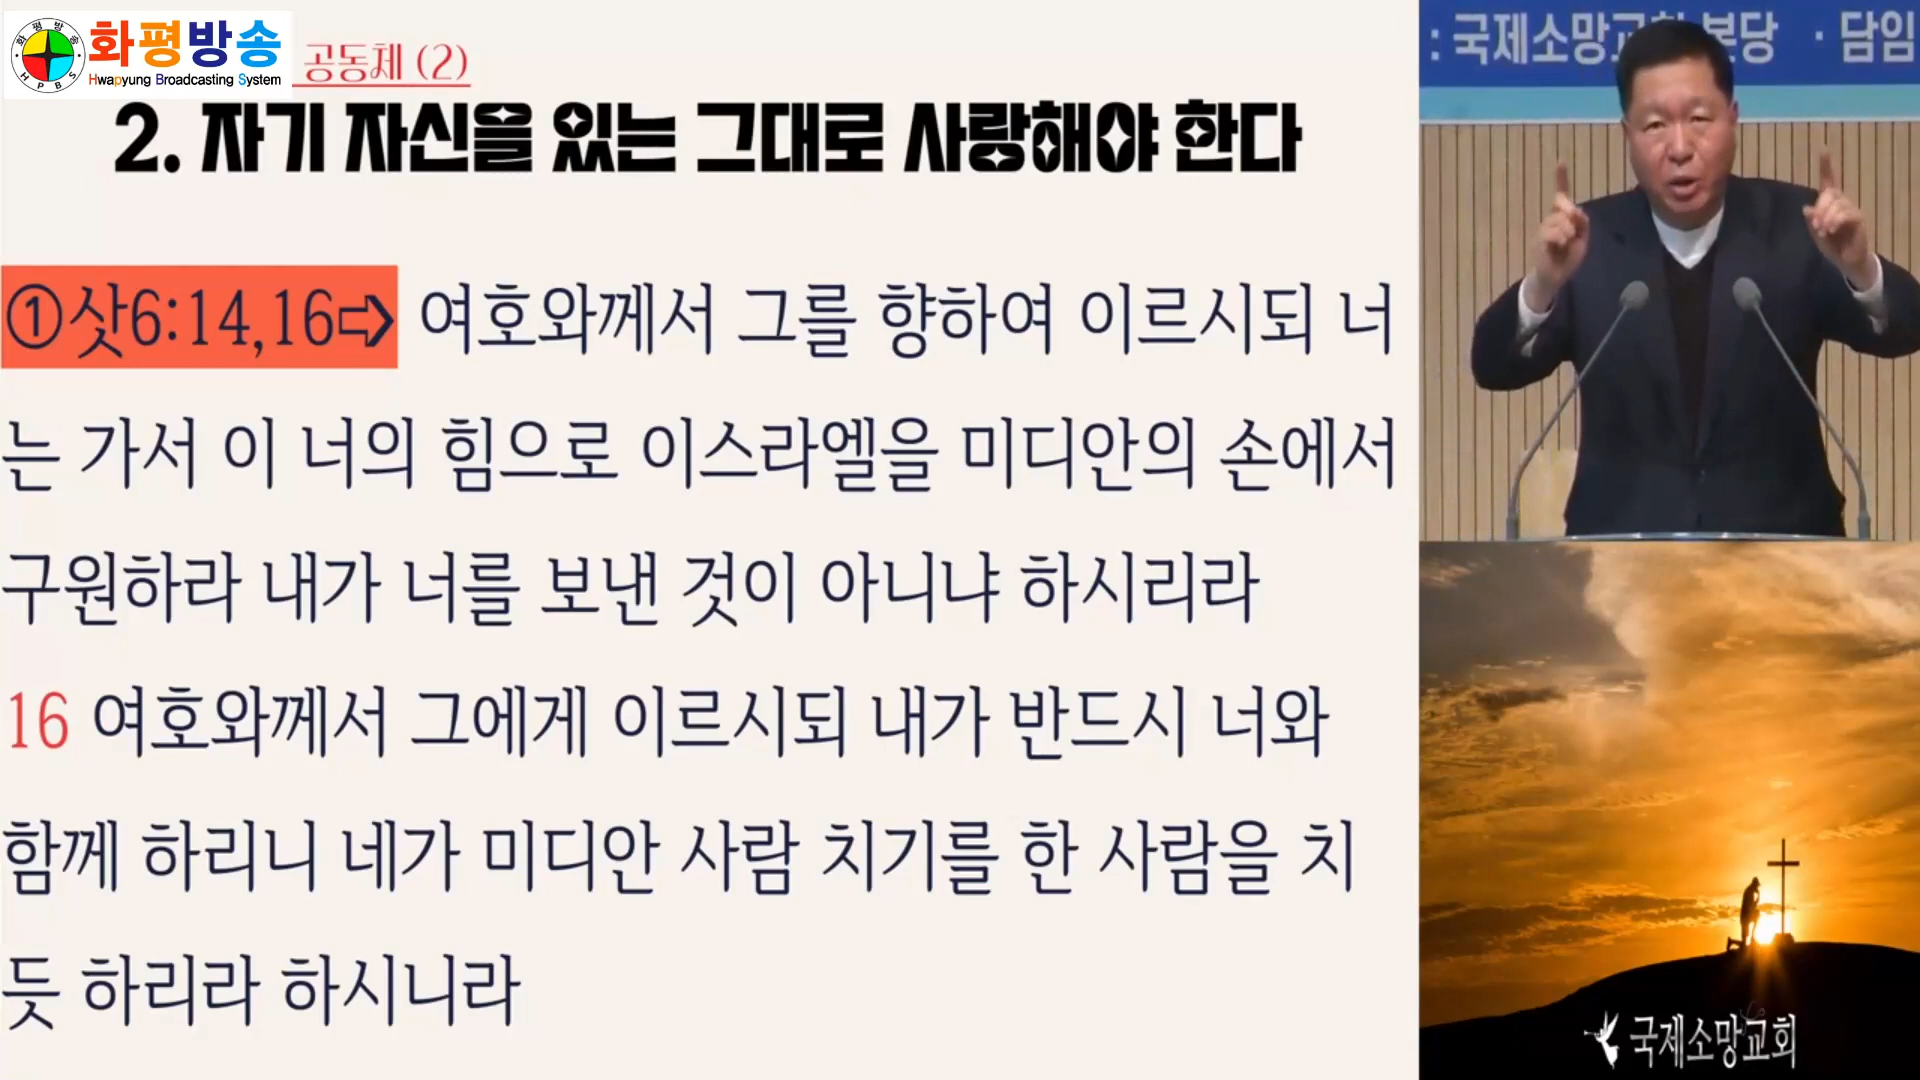 화평방송
Hwapyung Broadcasting System
화평방송
HPBS
공동체 (2)
2. 자기 자신을 있는 그대로 사랑해야 한다
①삿6:14,16⇨ 여호와께서 그를 향하여 이르시되 너
는 가서 이 너의 힘으로 이스라엘을 미디안의 손에서
구원하라 내가 너를 보낸 것이 아니냐 하시리라
16 여호와께서 그에게 이르시되 내가 반드시 너와
함께 하리니 네가 미디안 사람 치기를 한 사람을 치
듯 하리라 하시니라
: 국제소망교회 본당 · 담임
국제소망교회